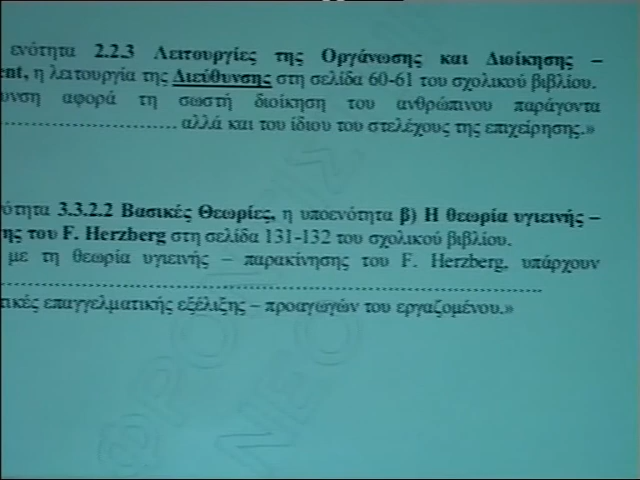 ενότητα 2.2.3 Λειτουργίες της Οργάνωσης και Διοίκησης –
ent, η λειτουργία της Διεύθυνσης στη σελίδα 60-61 του σχολικού βιβλίου.
υνση αφορά τη σωστή διοίκηση του ανθρώπινου παράγοντα
.............................. αλλά και του ίδιου του στελέχους της επιχείρησης.»
ότητα 3.3.2.2 Βασικές Θεωρίες, η υποενότητα β) Η θεωρία υγιεινής –
ης του F. Herzberg στη σελίδα 131-132 του σχολικού βιβλίου.
με τη θεωρία υγιεινής – παρακίνησης του F. Herzberg, υπάρχουν
..........................................................................................
τικές επαγγελματικής εξέλιξης – προαγωγών του εργαζομένου.»
ΝΕΟ